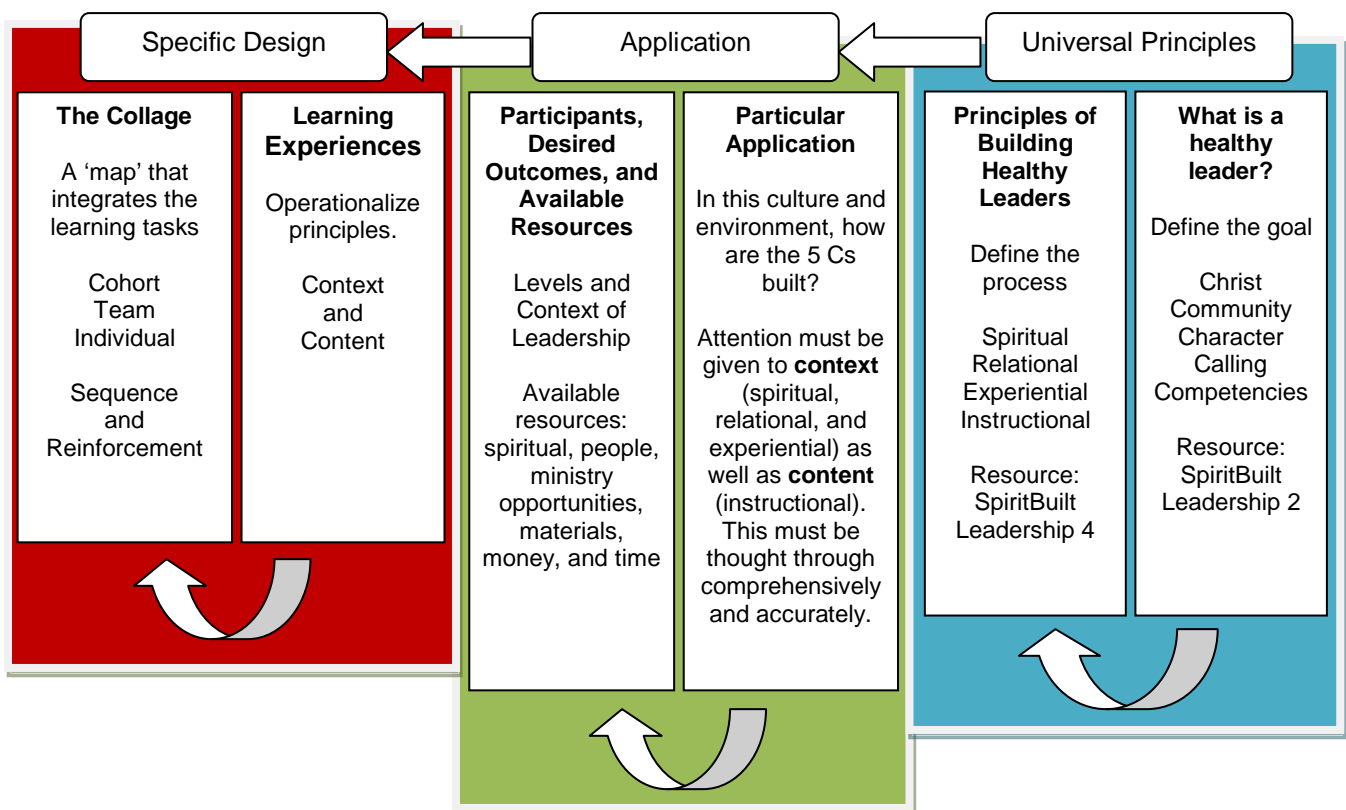 Specific Design
Application
Universal Principles
The Collage
A ‘map’ that
integrates the
learning tasks
Cohort
Team
Individual
Sequence
and
Reinforcement
Learning
Experiences
Operationalize
principles.
Context
and
Content
Participants,
Desired
Outcomes, and
Available
Resources
Levels and
Context of
Leadership
Available
resources:
spiritual, people,
ministry
opportunities,
materials,
money, and time
Particular
Application
In this culture and
environment, how
are the 5 Cs
built?
Attention must be
given to context
(spiritual,
relational, and
experiential) as
well as content
(instructional).
This must be
thought through
comprehensively
and accurately.
Principles of
Building
Healthy
Leaders
Define the
process
Spiritual
Relational
Experiential
Instructional
Resource:
SpiritBuilt
Leadership 4
What is a
healthy
leader?
Define the goal
Christ
Community
Character
Calling
Competencies
Resource:
SpiritBuilt
Leadership 2